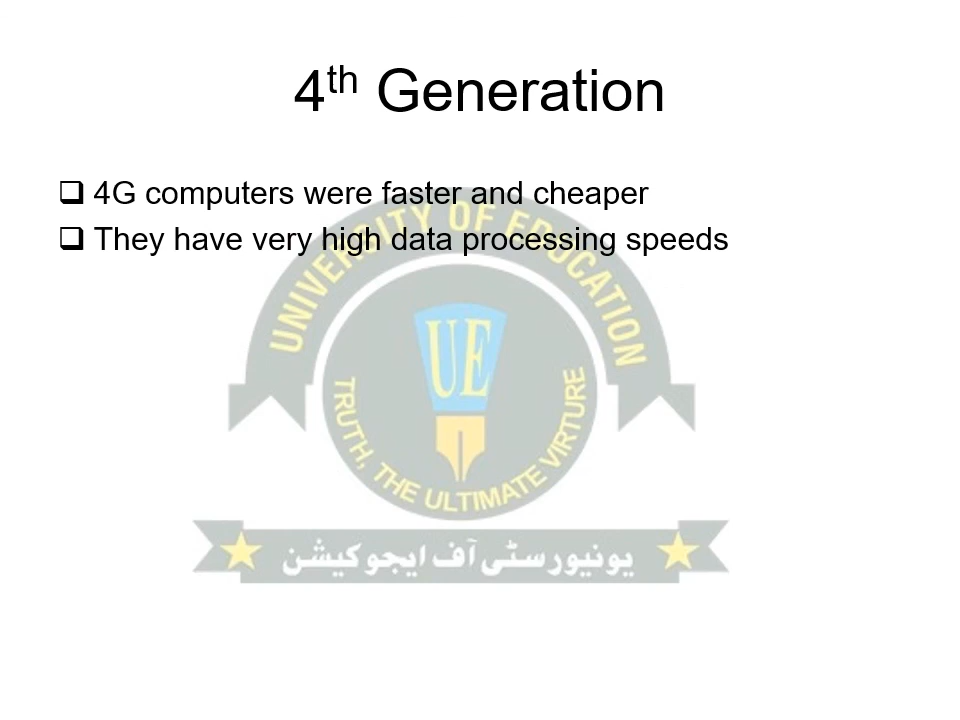 4th Generation
❑ 4G computers were faster and cheaper
❑ They have very high data processing speeds
UNIVERSITY OF EDUCATION
UE
TRUTH, THE ULTIMATE VIRTURE
یونیورسٹی آف ایجوکیشن